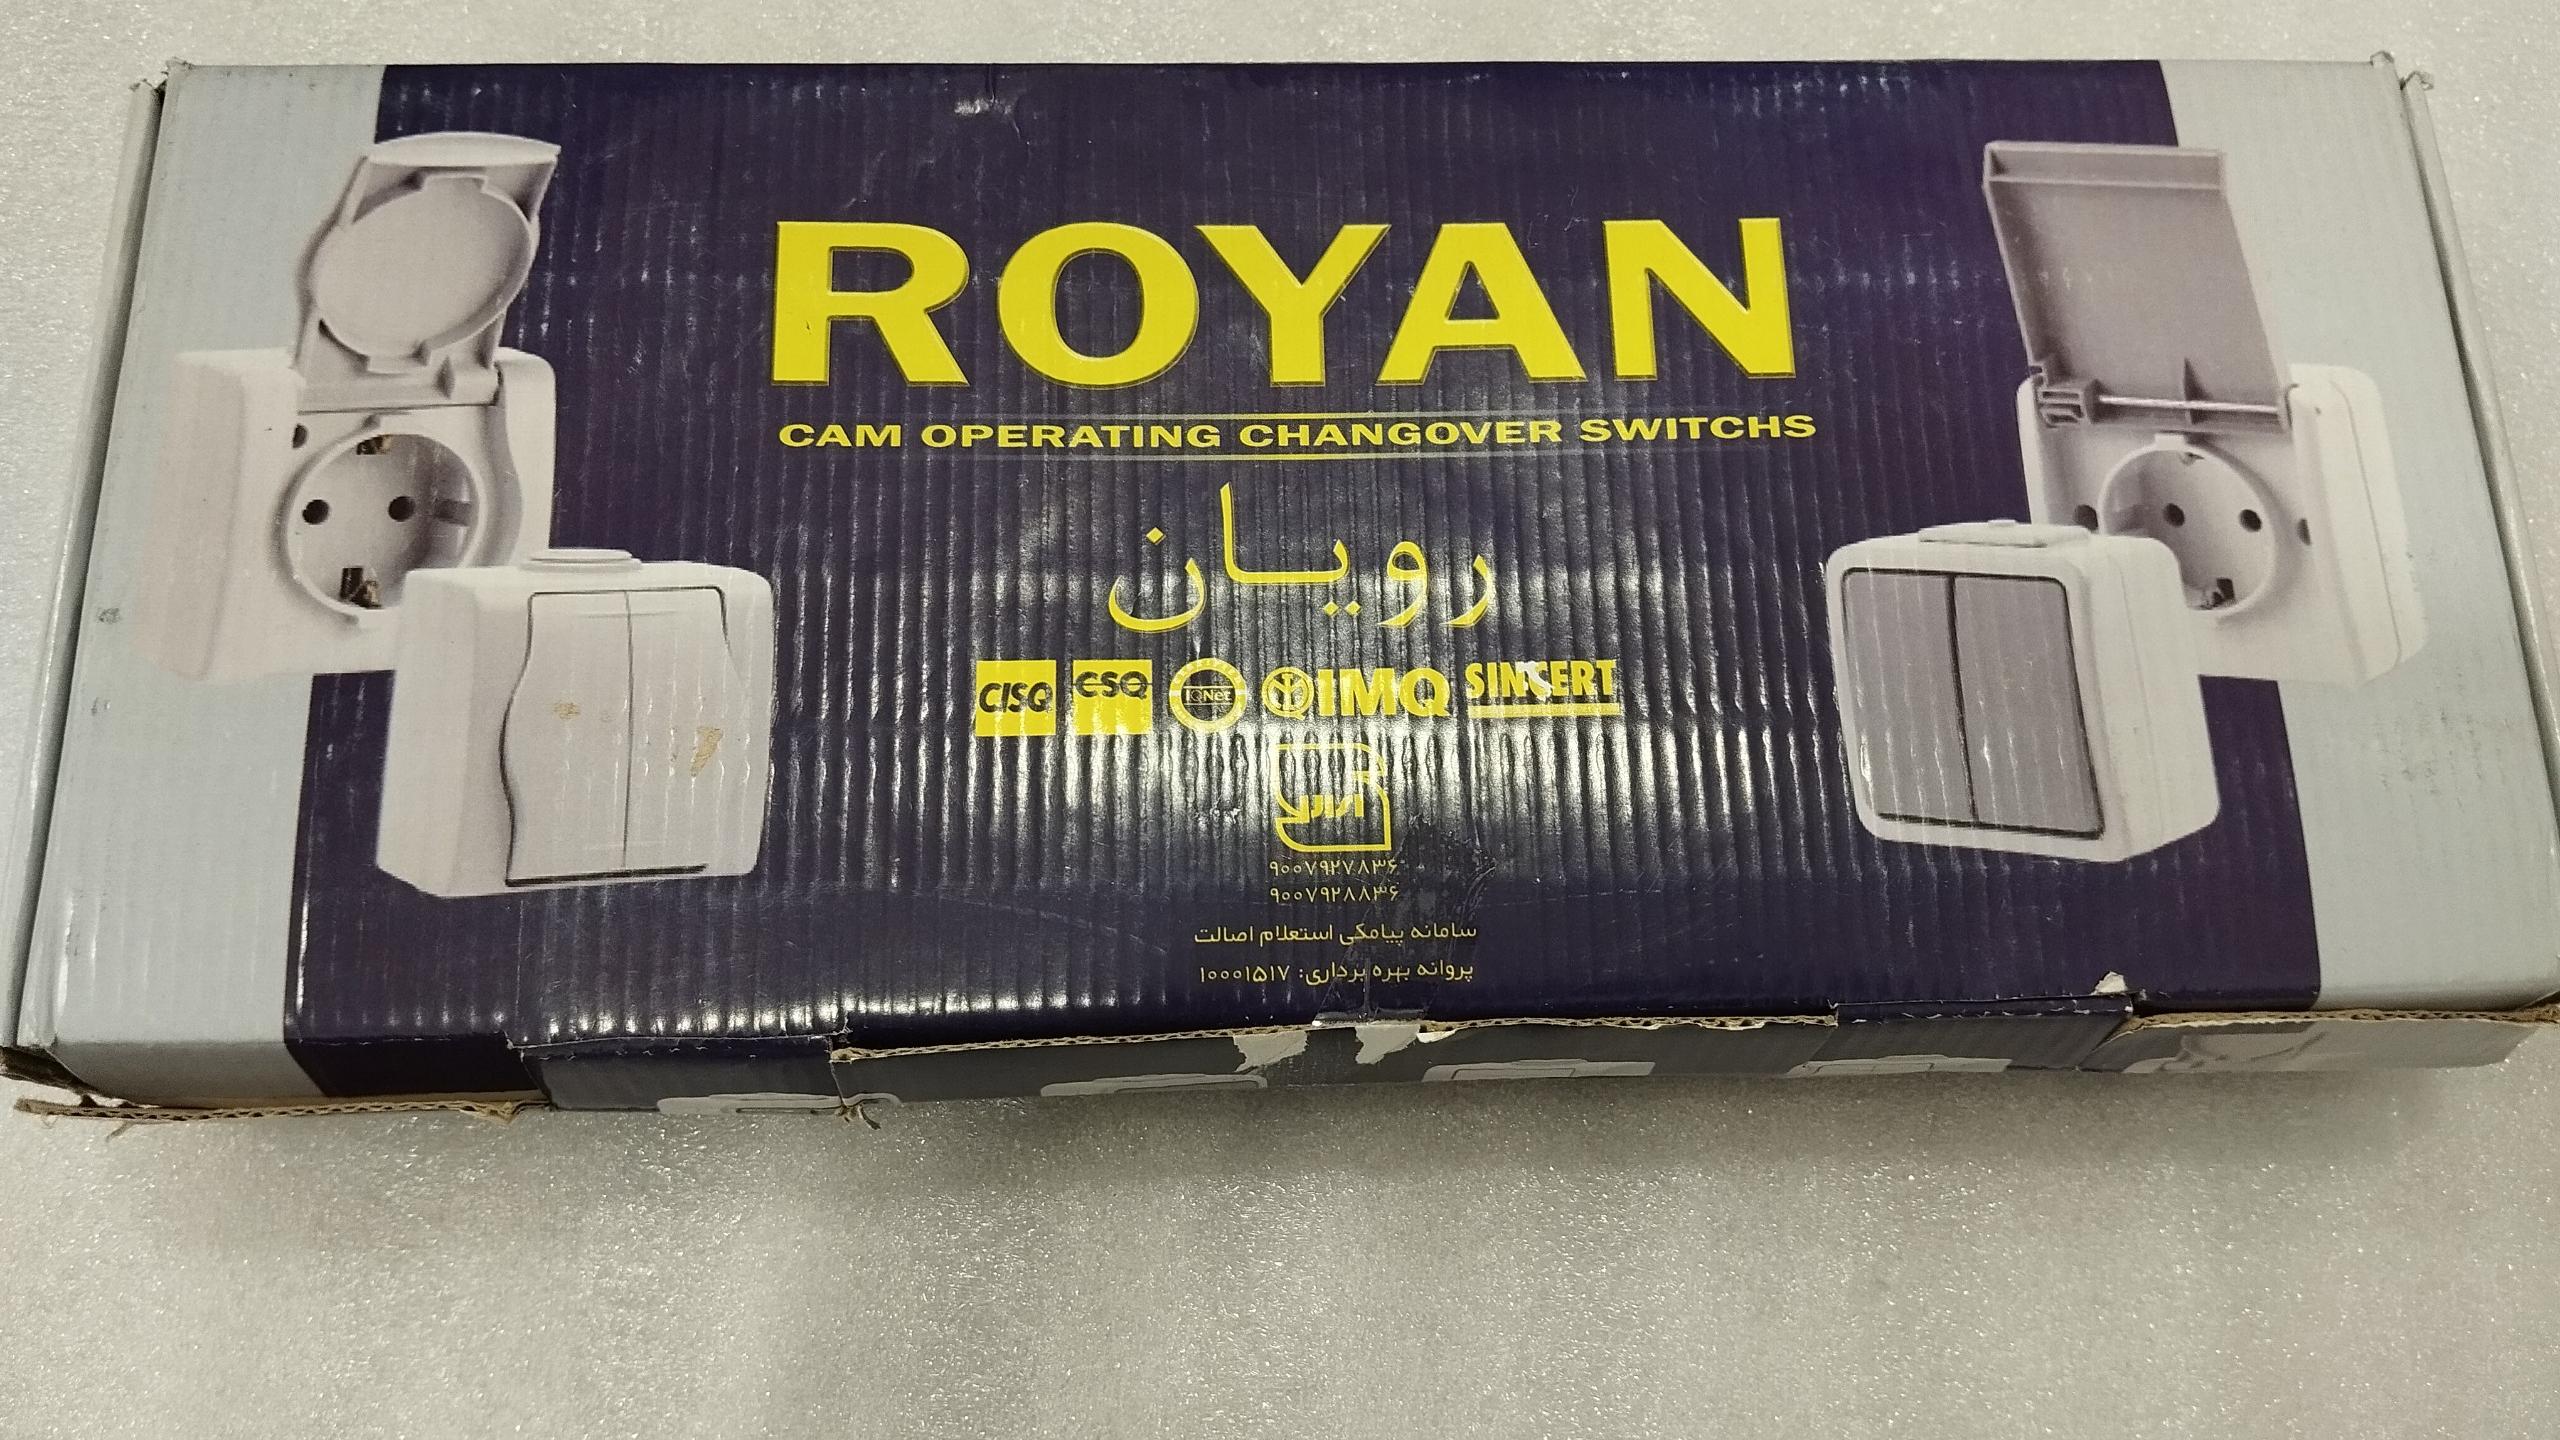 ROYAN
CAM OPERATING CHANGOVER SWITCHS
رویان
CISQ CSQ IQNet IMQ SINCERT
۹۰۰۷۹۲۷۸۳۶
۹۰۰۷۹۲۸۸۳۶
سامانه پیامکی استعلام اصالت
پروانه بهره برداری: ۱۰۰۰۱۵۱۷